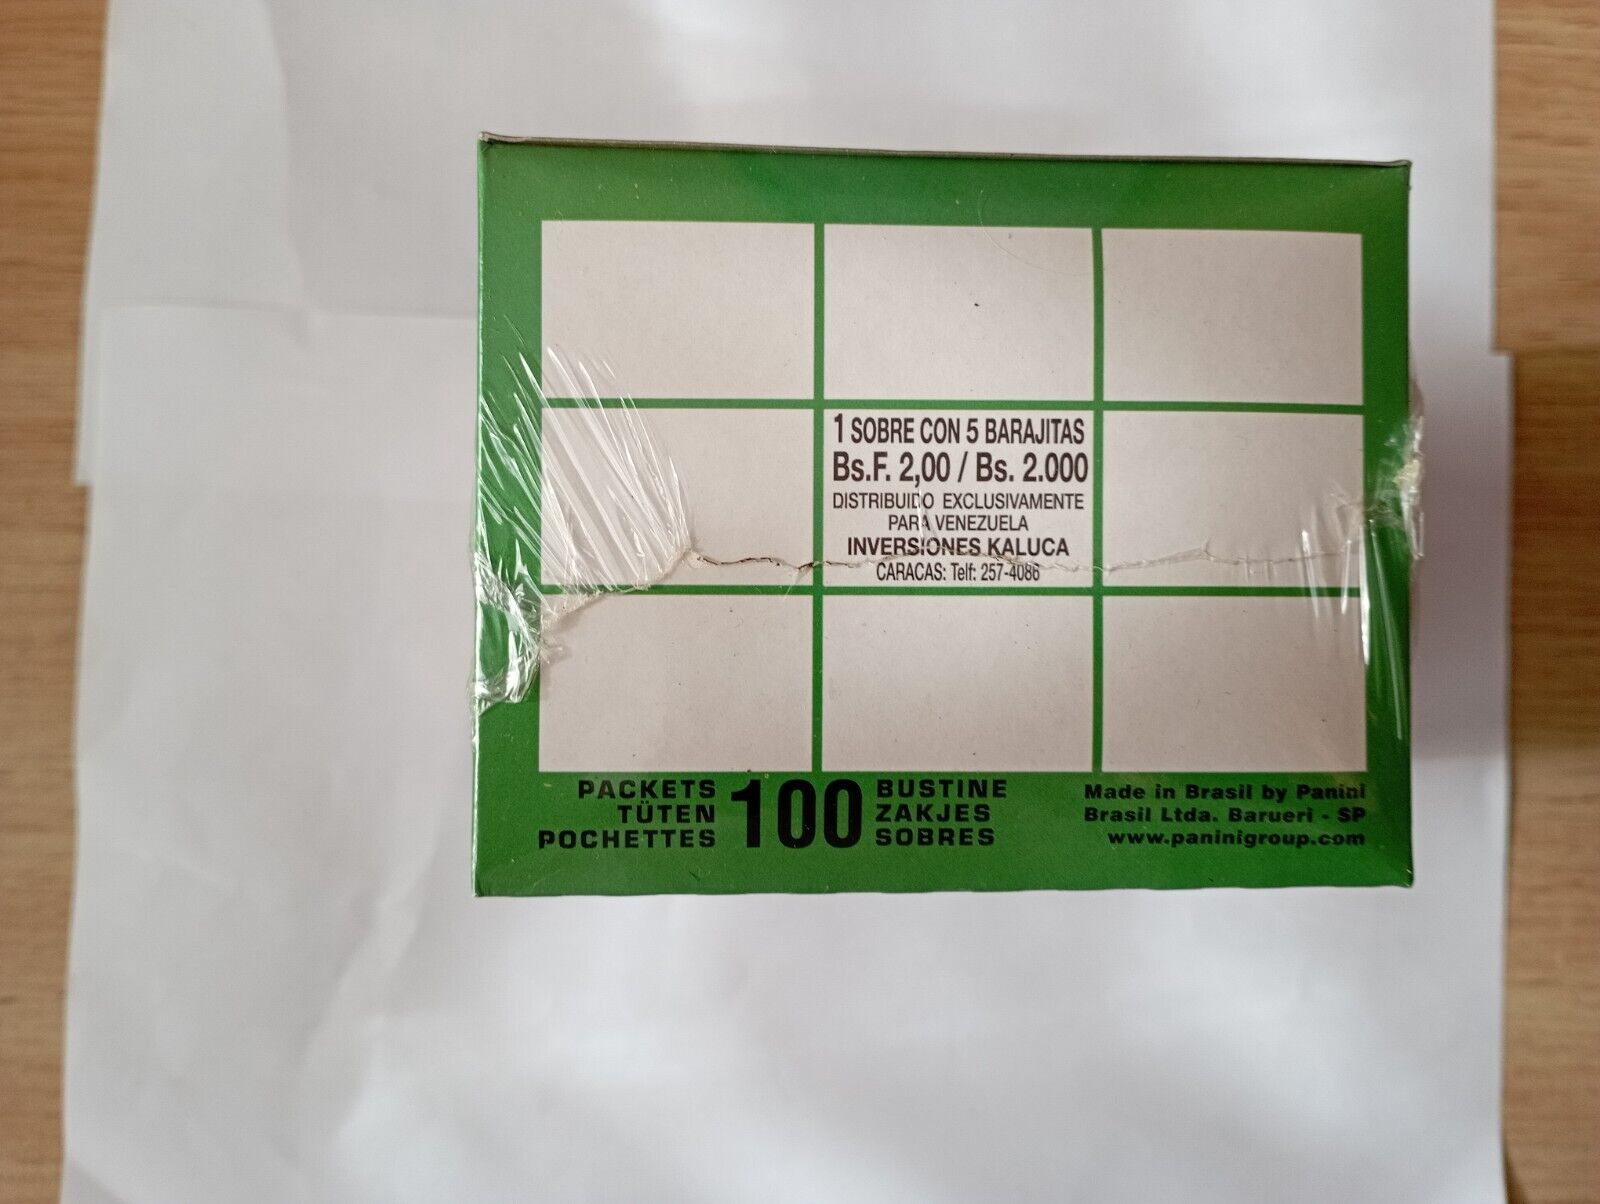 1 SOBRE CON 5 BARAJITAS
Bs.F. 2,00 / Bs. 2.000
DISTRIBUIDO EXCLUSIVAMENTE
PARA VENEZUELA
INVERSIONES KALUCA
CARACAS: Telf: 257-4086
PACKETS
TÜTEN
POCHETTES
100
BUSTINE
ZAKJES
SOBRES
Made in Brasil by Panini
Brasil Ltda. Barueri - SP
www.paninigroup.com